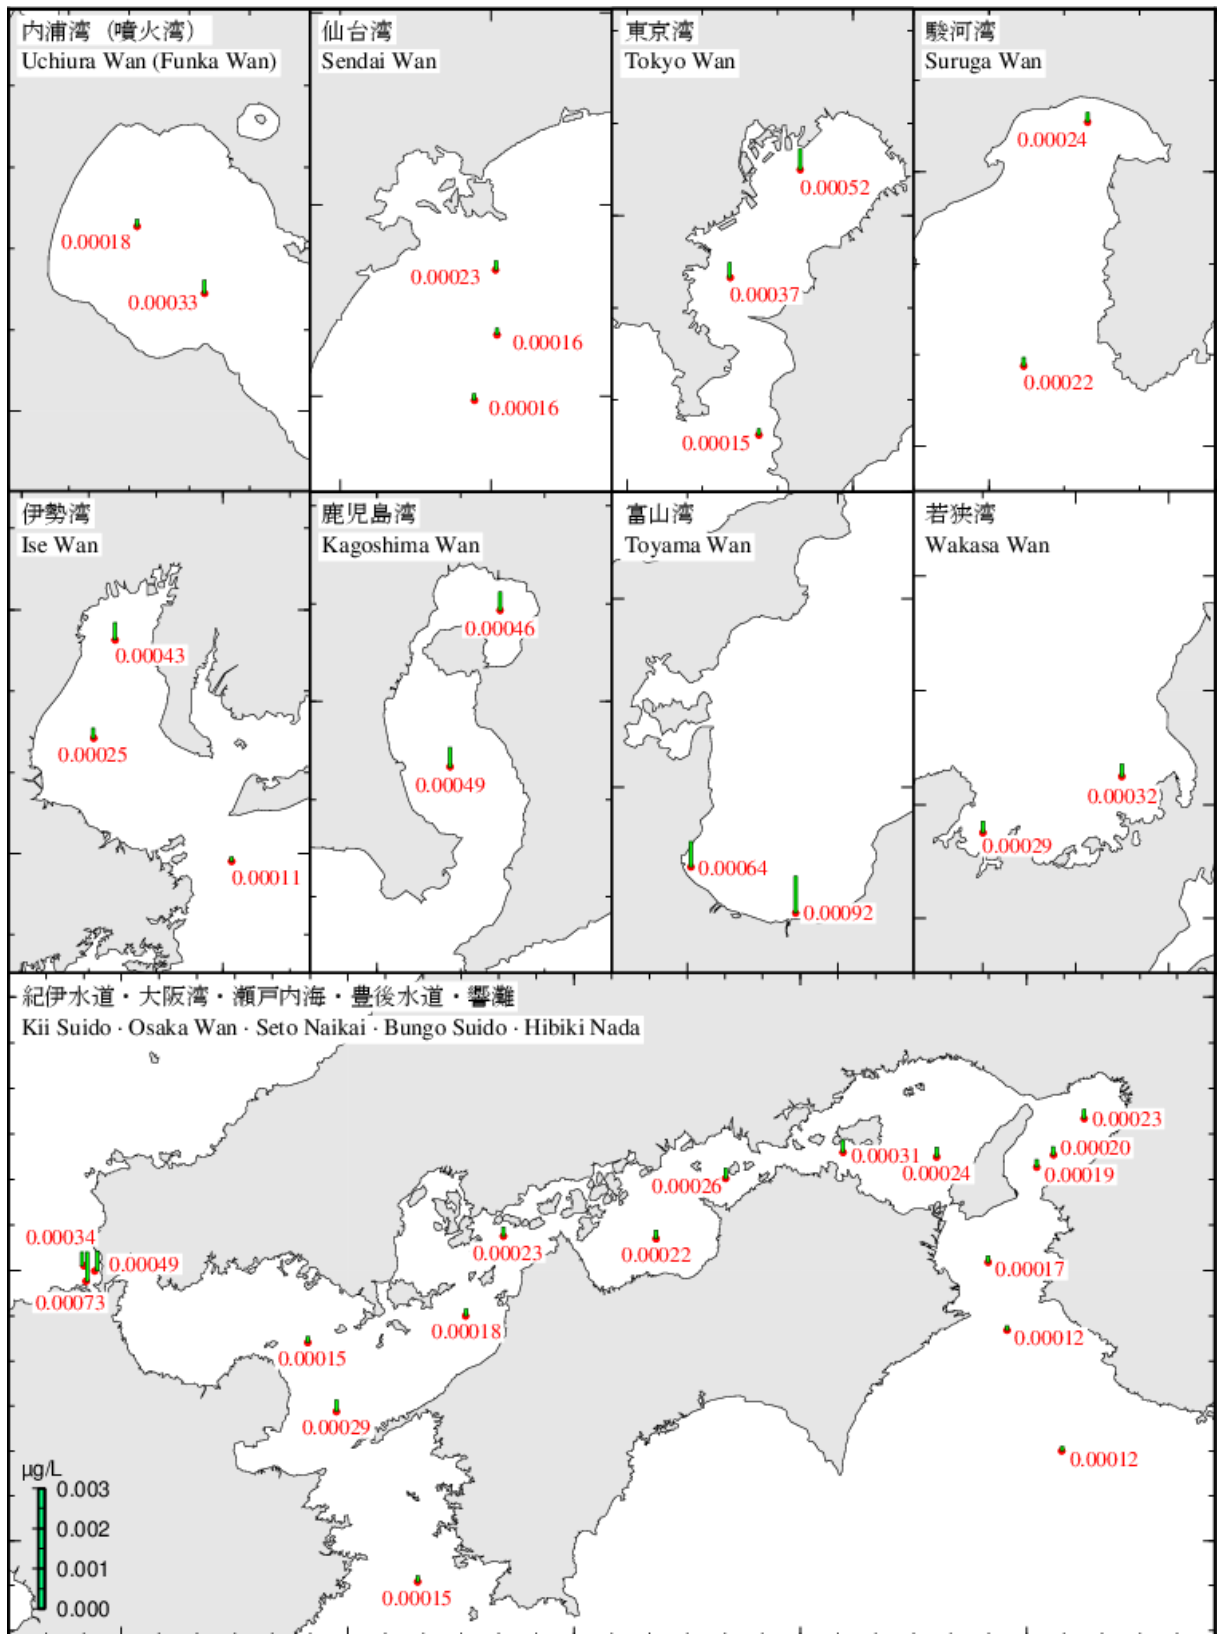 内浦湾（噴火湾）
Uchiura Wan (Funka Wan)
0.00018
0.00033
仙台湾
Sendai Wan
0.00023
0.00016
0.00016
東京湾
Tokyo Wan
0.00052
0.00037
0.00015
駿河湾
Suruga Wan
0.00024
0.00022
伊勢湾
Ise Wan
0.00043
0.00025
0.00011
鹿児島湾
Kagoshima Wan
0.00046
0.00049
富山湾
Toyama Wan
0.00064
0.00092
若狭湾
Wakasa Wan
0.00032
0.00029
紀伊水道・大阪湾・瀬戸内海・豊後水道・響灘
Kii Suido · Osaka Wan · Seto Naikai · Bungo Suido · Hibiki Nada
0.00023
0.00020
0.00031
0.00024
0.00019
0.00026
0.00034
0.00023
0.00022
0.00049
0.00017
0.00073
0.00018
0.00012
0.00015
0.00029
0.00012
µg/L
0.003
0.002
0.001
0.000
0.00015